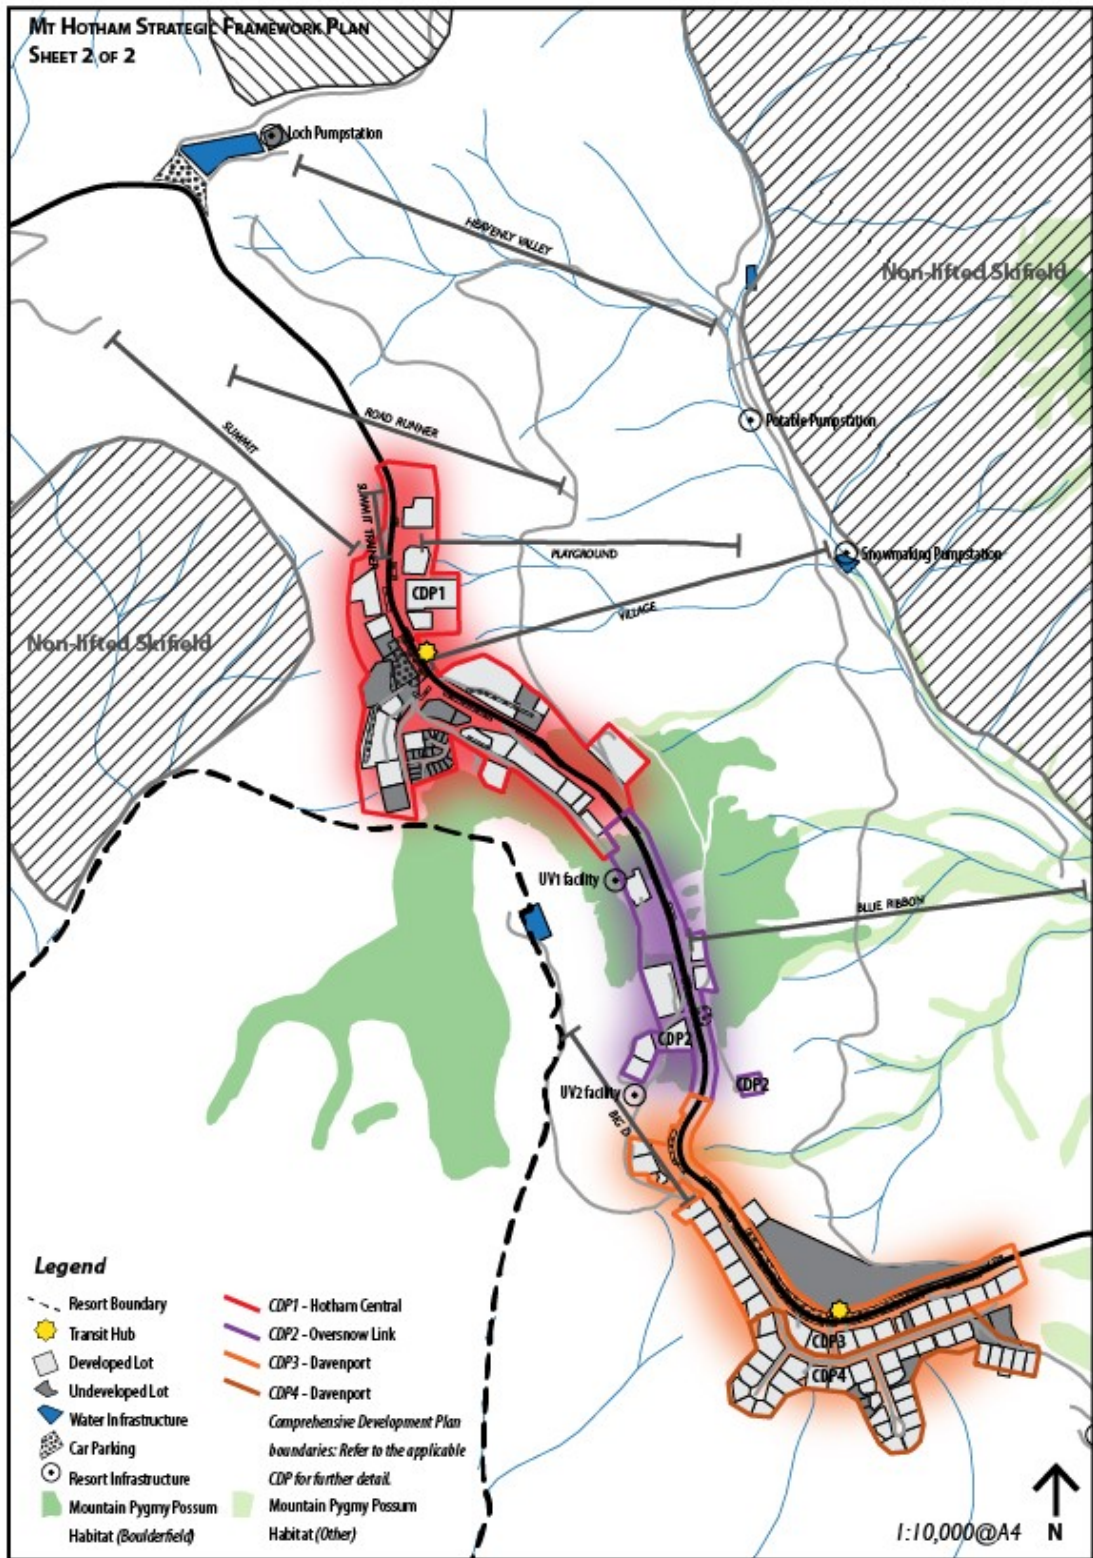 MT HOTHAM STRATEGIC FRAMEWORK PLAN
SHEET 2 OF 2
Loch Pumpstation
HEAVENLY VALLEY
Non-lifted Skifield
SUMMIT
ROAD RUNNER
Potable Pumpstation
SUMMIT TRAINER
PLAYGROUND
Snowmaking Pumpstation
CDP1
VILLAGE
Non-lifted Skifield
UV1 facility
BLUE RIBBON
CDP2
CDP2
UV2 facility
BIG D
CDP3
CDP4
Legend
Resort Boundary
Transit Hub
Developed Lot
Undeveloped Lot
Water Infrastructure
Car Parking
Resort Infrastructure
Mountain Pygmy Possum
Habitat (Boulderfield)
CDP1 - Hotham Central
CDP2 - Oversnow Link
CDP3 - Davenport
CDP4 - Davenport
Comprehensive Development Plan
boundaries: Refer to the applicable
CDP for further detail.
Mountain Pygmy Possum
Habitat (Other)
1:10,000@A4
N